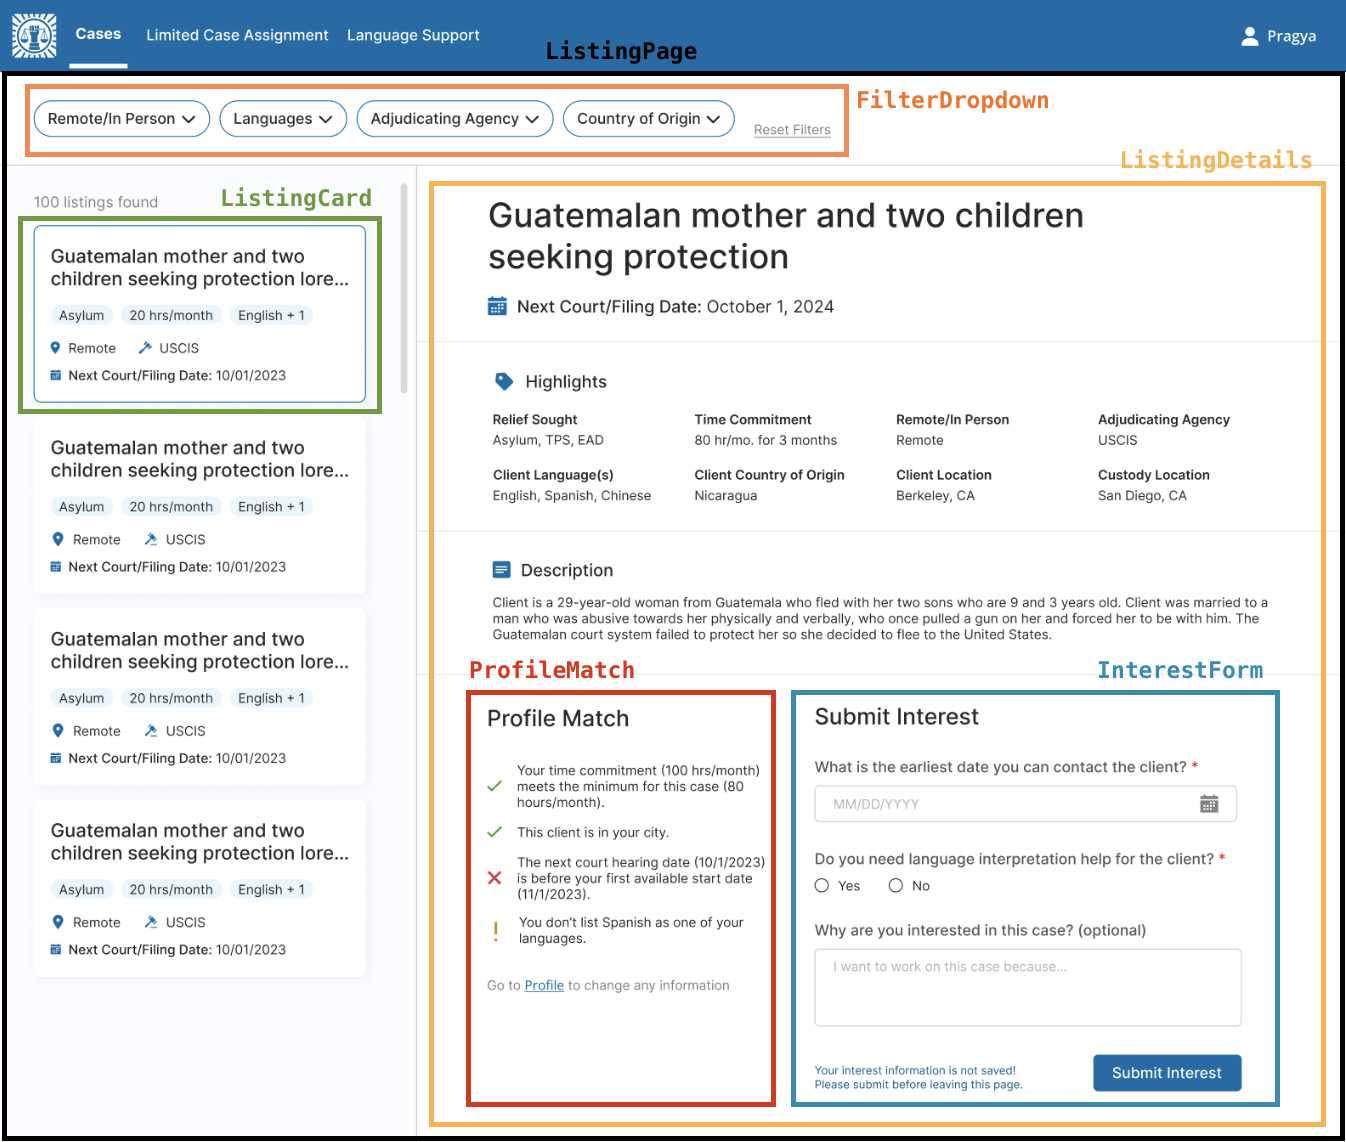 Cases
Limited Case Assignment
Language Support
ListingPage
Pragya
FilterDropdown
Remote/In Person
Languages
Adjudicating Agency
Country of Origin
Reset Filters
ListingDetails
100 listings found
ListingCard
Guatemalan mother and two
children seeking protection lore...
Asylum
20 hrs/month
English + 1
Remote
USCIS
Next Court/Filing Date: 10/01/2023
Guatemalan mother and two
children seeking protection lore...
Asylum
20 hrs/month
English + 1
Remote
USCIS
Next Court/Filing Date: 10/01/2023
Guatemalan mother and two
children seeking protection lore...
Asylum
20 hrs/month
English + 1
Remote
USCIS
Next Court/Filing Date: 10/01/2023
Guatemalan mother and two
children seeking protection lore...
Asylum
20 hrs/month
English + 1
Remote
USCIS
Next Court/Filing Date: 10/01/2023
Guatemalan mother and two children
seeking protection
Next Court/Filing Date: October 1, 2024
Highlights
Relief Sought
Asylum, TPS, EAD
Time Commitment
80 hr/mo. for 3 months
Remote/In Person
Remote
Adjudicating Agency
USCIS
Client Language(s)
English, Spanish, Chinese
Client Country of Origin
Nicaragua
Client Location
Berkeley, CA
Custody Location
San Diego, CA
Description
Client is a 29-year-old woman from Guatemala who fled with her two sons who are 9 and 3 years old. Client was married to a
man who was abusive towards her physically and verbally, who once pulled a gun on her and forced her to be with him. The
Guatemalan court system failed to protect her so she decided to flee to the United States.
ProfileMatch
Profile Match
Your time commitment (100 hrs/month)
meets the minimum for this case (80
hours/month).
This client is in your city.
The next court hearing date (10/1/2023)
is before your first available start date
(11/1/2023).
You don't list Spanish as one of your
languages.
Go to Profile to change any information
InterestForm
Submit Interest
What is the earliest date you can contact the client? *
MM/DD/YYYY
Do you need language interpretation help for the client? *
Yes
No
Why are you interested in this case? (optional)
I want to work on this case because...
Your interest information is not saved!
Please submit before leaving this page.
Submit Interest